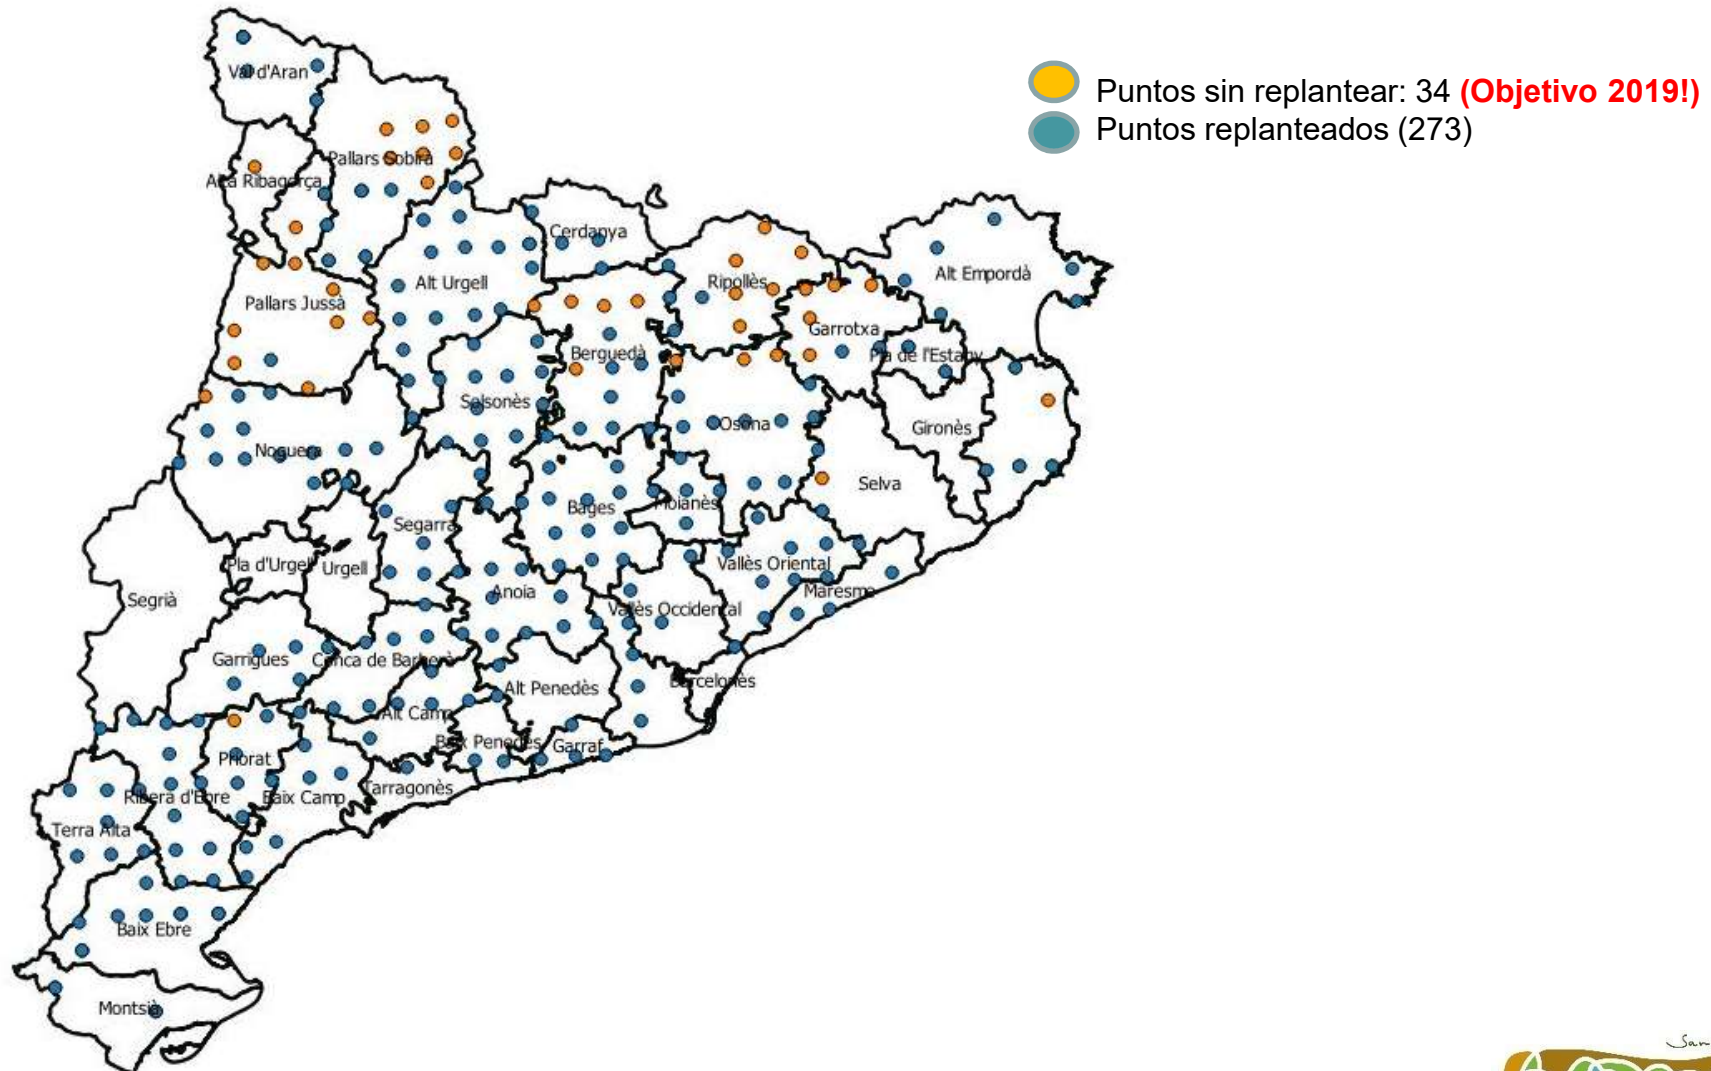 Puntos sin replantear: 34 (Objetivo 2019!)
Puntos replanteados (273)
Val d'Aran
Pallars Sobirà
Alta Ribagorça
Cerdanya
Alt Urgell
Ripollès
Alt Empordà
Pallars Jussà
Garrotxa
Berguedà
Pla de l'Estany
Solsonès
Osona
Gironès
Noguera
Selva
Bages
Moianès
Segarra
Pla d'Urgell
Urgell
Vallès Oriental
Anoia
Maresme
Segrià
Vallès Occidental
Garrigues
Conca de Barberà
Barcelonès
Alt Penedès
Alt Camp
Baix Penedès
Garraf
Priorat
Tarragonès
Ribera d'Ebre
Baix Camp
Terra Alta
Baix Ebre
Montsià
San